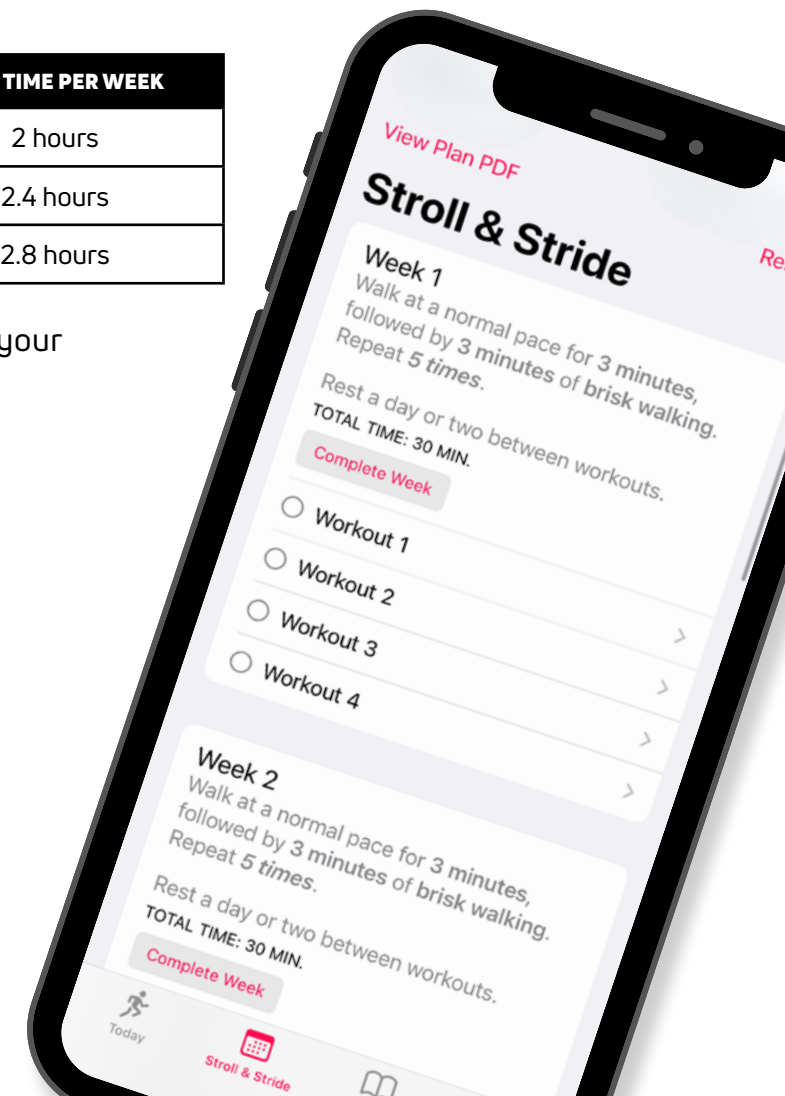 TIME PER WEEK
2 hours
2.4 hours
2.8 hours
your
View Plan PDF
Stroll & Stride
Week 1
Walk at a normal pace for 3 minutes,
followed by 3 minutes of brisk walking.
Repeat 5 times.
Rest a day or two between workouts.
TOTAL TIME: 30 MIN.
Complete Week
Workout 1
Workout 2
Workout 3
Workout 4
Week 2
Walk at a normal pace for 3 minutes,
followed by 3 minutes of brisk walking.
Repeat 5 times.
Rest a day or two between workouts.
TOTAL TIME: 30 MIN.
Complete Week
Today
Stroll & Stride